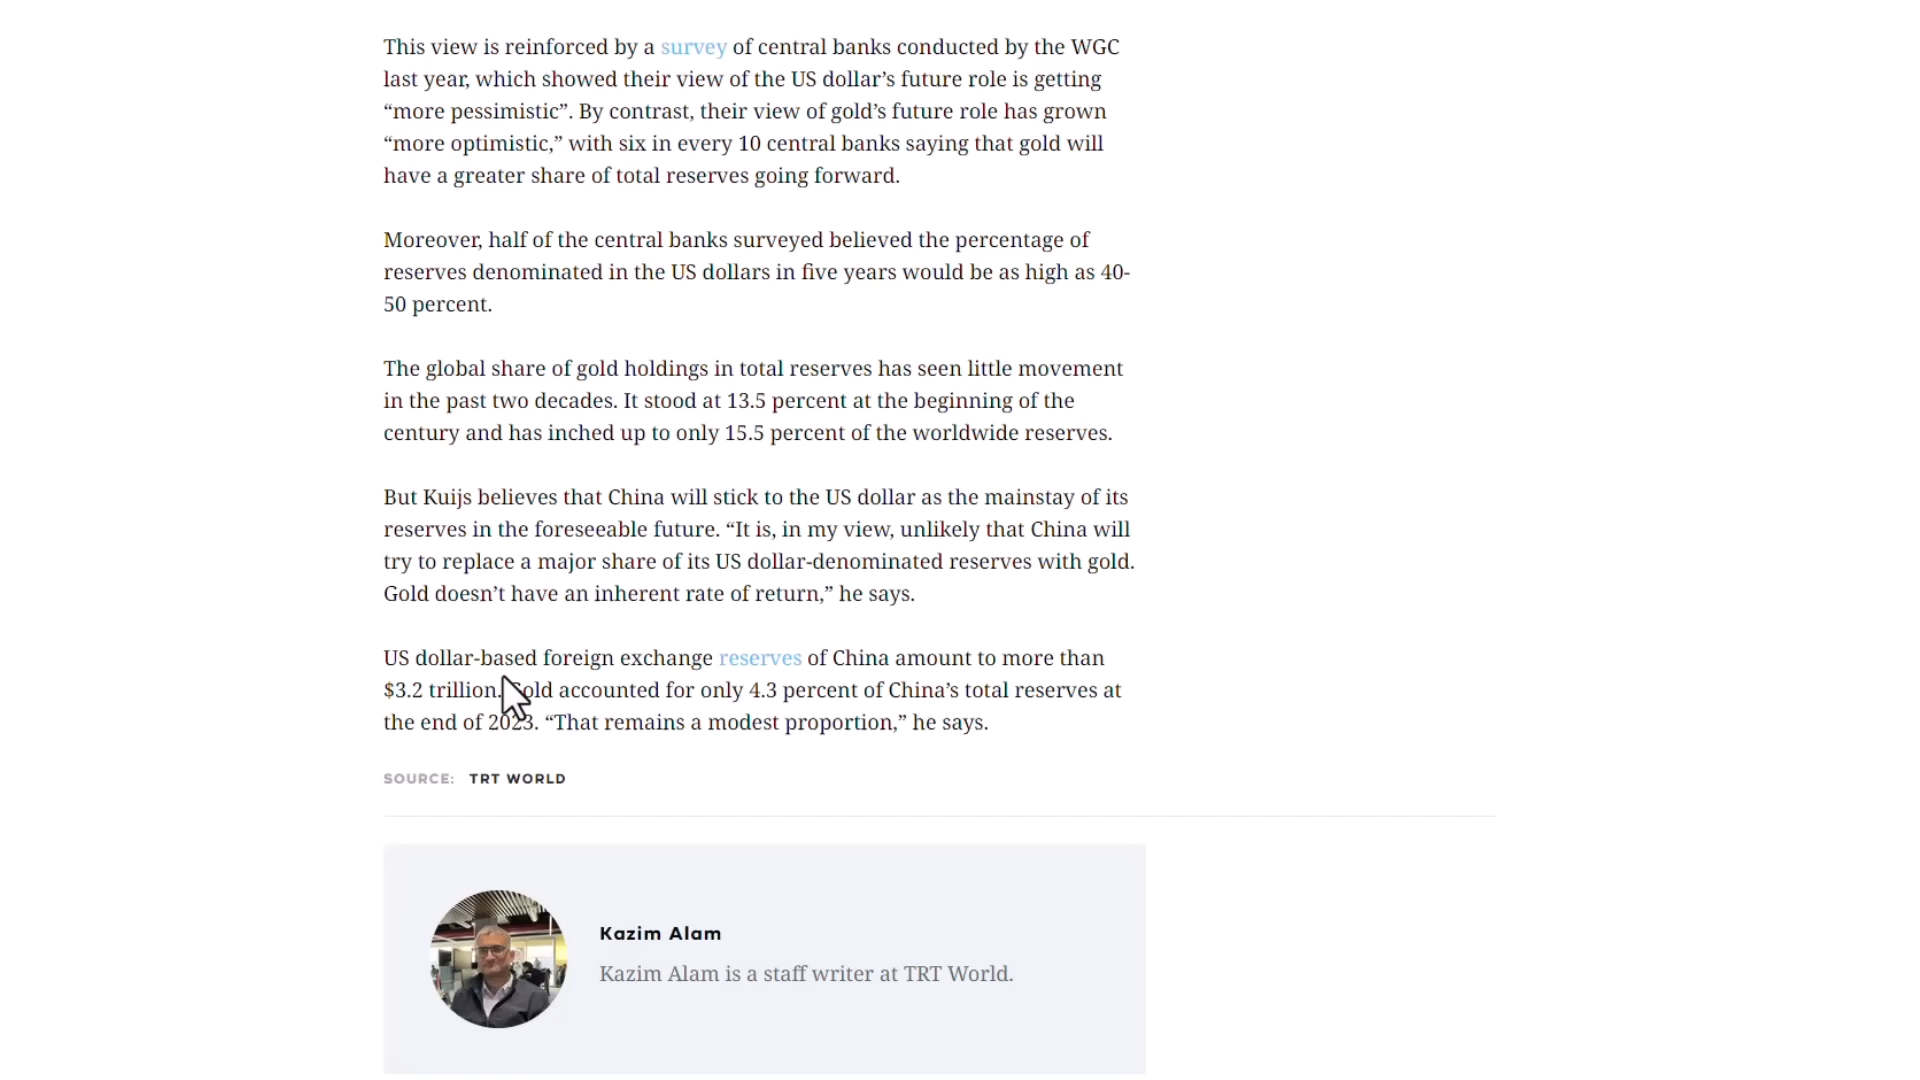 This view is reinforced by a survey of central banks conducted by the WGC
last year, which showed their view of the US dollar’s future role is getting
“more pessimistic”. By contrast, their view of gold’s future role has grown
“more optimistic,” with six in every 10 central banks saying that gold will
have a greater share of total reserves going forward.
Moreover, half of the central banks surveyed believed the percentage of
reserves denominated in the US dollars in five years would be as high as 40-
50 percent.
The global share of gold holdings in total reserves has seen little movement
in the past two decades. It stood at 13.5 percent at the beginning of the
century and has inched up to only 15.5 percent of the worldwide reserves.
But Kuijs believes that China will stick to the US dollar as the mainstay of its
reserves in the foreseeable future. “It is, in my view, unlikely that China will
try to replace a major share of its US dollar-denominated reserves with gold.
Gold doesn’t have an inherent rate of return,” he says.
US dollar-based foreign exchange reserves of China amount to more than
$3.2 trillion. Gold accounted for only 4.3 percent of China’s total reserves at
the end of 2023. “That remains a modest proportion,” he says.
SOURCE: TRT WORLD
Kazim Alam
Kazim Alam is a staff writer at TRT World.